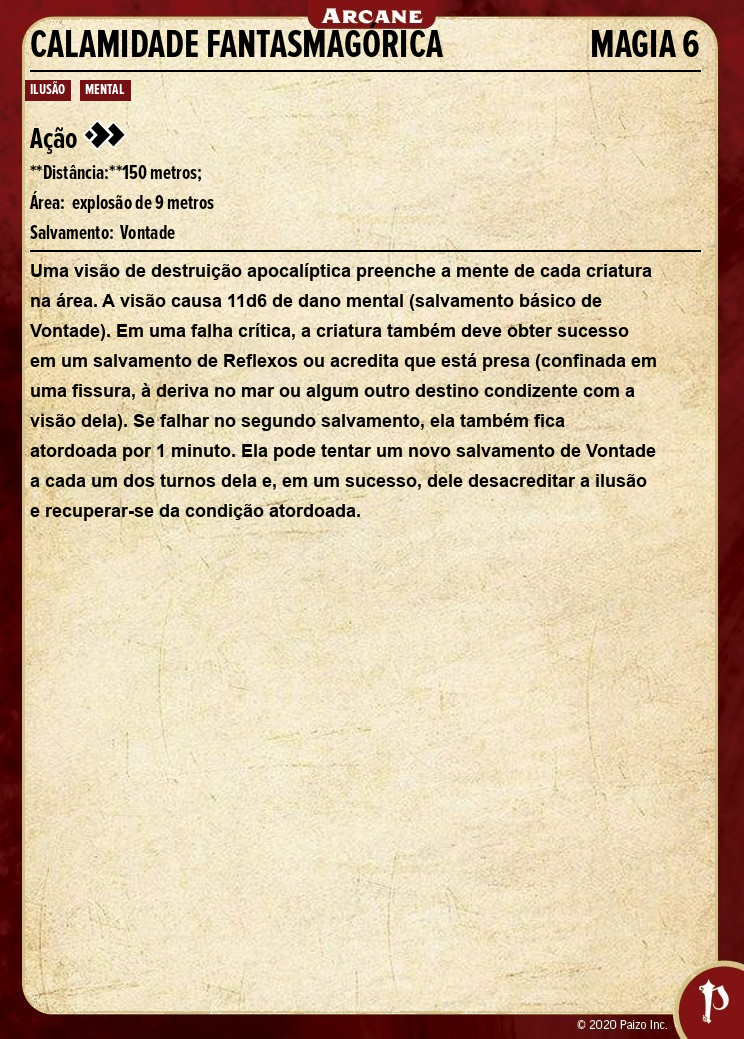 ARCANE
CALAMIDADE FANTASMAGÓRICA MAGIA 6
ILUSÃO MENTAL
Ação
**Distância:**150 metros;
Área: explosão de 9 metros
Salvamento: Vontade
Uma visão de destruição apocalíptica preenche a mente de cada criatura
na área. A visão causa 11d6 de dano mental (salvamento básico de
Vontade). Em uma falha crítica, a criatura também deve obter sucesso
em um salvamento de Reflexos ou acredita que está presa (confinada em
uma fissura, à deriva no mar ou algum outro destino condizente com a
visão dela). Se falhar no segundo salvamento, ela também fica
atordoada por 1 minuto. Ela pode tentar um novo salvamento de Vontade
a cada um dos turnos dela e, em um sucesso, dele desacreditar a ilusão
e recuperar-se da condição atordoada.
© 2020 Paizo Inc.